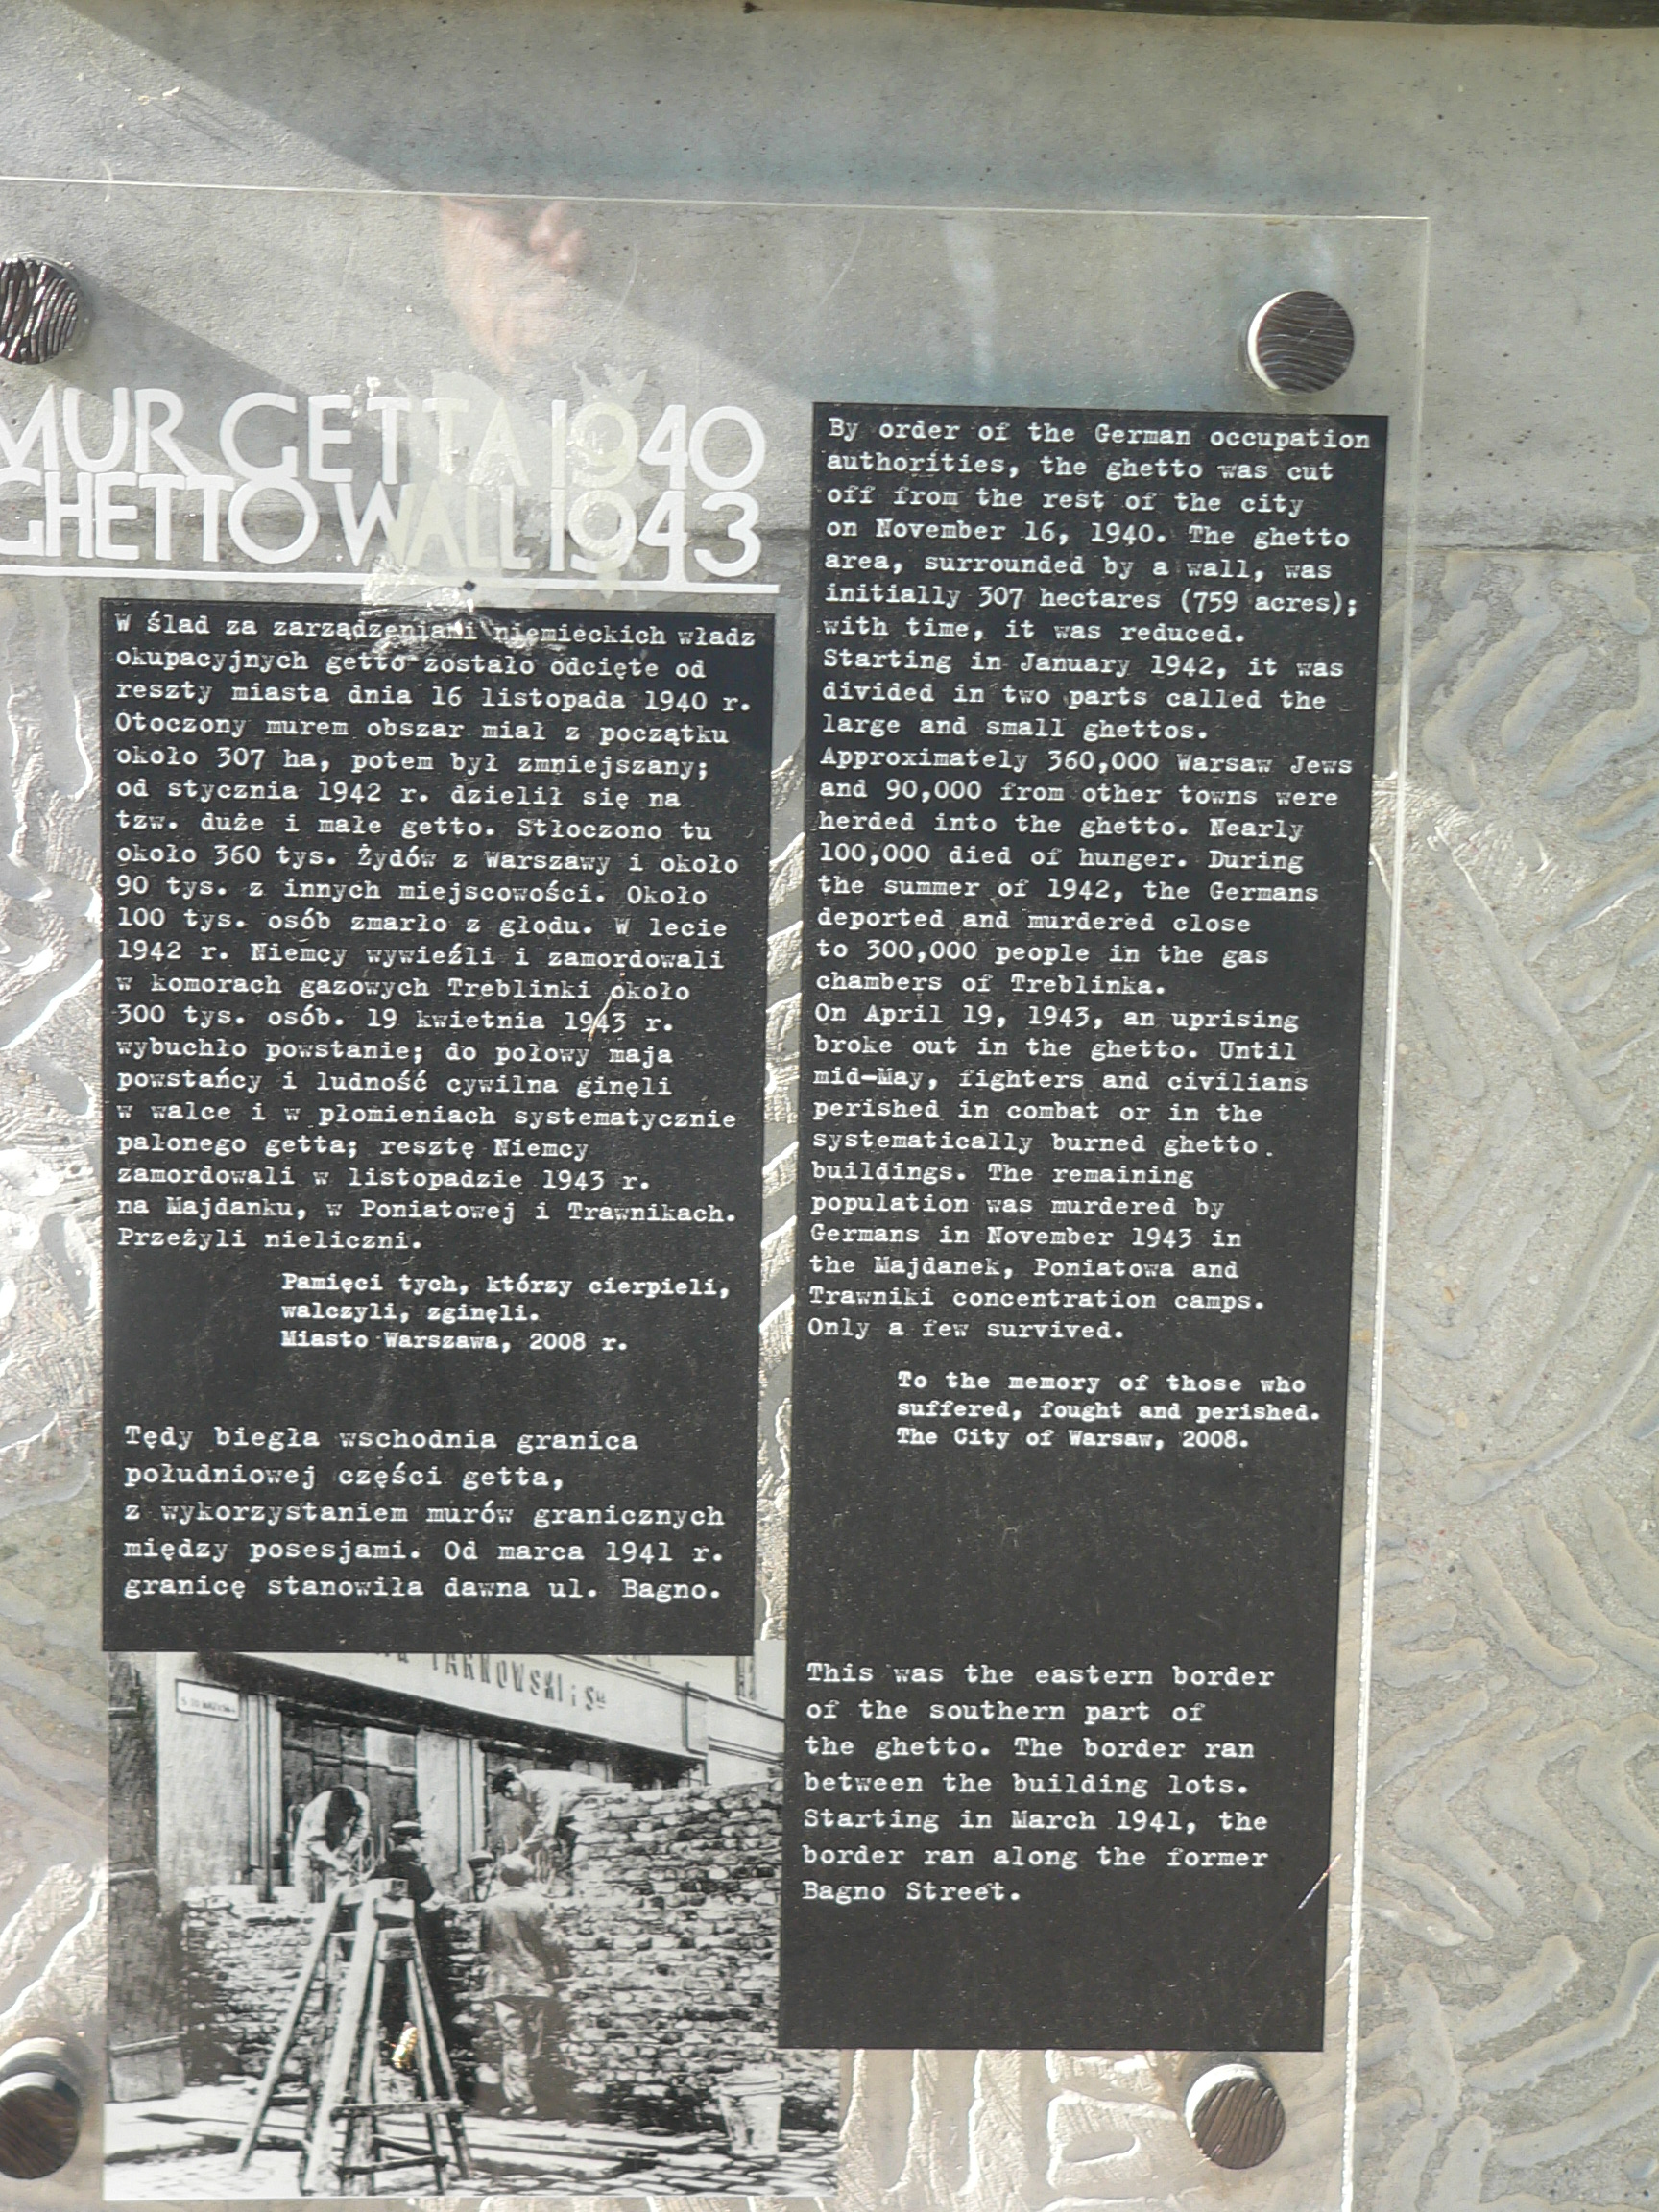 MUR GETTA 1940
GHETTO WALL 1943
W ślad za zarządzeniami niemieckich władz
okupacyjnych getto zostało odcięte od
reszty miasta dnia 16 listopada 1940 r.
Otoczony murem obszar miał z początku
około 307 ha, potem był zmniejszany;
od stycznia 1942 r. dzielił się na
tzw. duże i małe getto. Stłoczono tu
około 360 tys. Żydów z Warszawy i około
90 tys. z innych miejscowości. Około
100 tys. osób zmarło z głodu. W lecie
1942 r. Niemcy wywieźli i zamordowali
w komorach gazowych Treblinki około
300 tys. osób. 19 kwietnia 1943 r.
wybuchło powstanie; do połowy maja
powstańcy i ludność cywilna ginęli
w walce i w płomieniach systematycznie
palonego getta; resztę Niemcy
zamordowali w listopadzie 1943 r.
na Majdanku, w Poniatowej i Trawnikach.
Przeżyli nieliczni.
Pamięci tych, którzy cierpieli,
walczyli, zginęli.
Miasto Warszawa, 2008 r.
Tędy biegła wschodnia granica
południowej części getta,
z wykorzystaniem murów granicznych
między posesjami. Od marca 1941 r.
granicę stanowiła dawna ul. Bagno.
TARNOWSKI i S
By order of the German occupation
authorities, the ghetto was cut
off from the rest of the city
on November 16, 1940. The ghetto
area, surrounded by a wall, was
initially 307 hectares (759 acres);
with time, it was reduced.
Starting in January 1942, it was
divided in two parts called the
large and small ghettos.
Approximately 360,000 Warsaw Jews
and 90,000 from other towns were
herded into the ghetto. Nearly
100,000 died of hunger. During
the summer of 1942, the Germans
deported and murdered close
to 300,000 people in the gas
chambers of Treblinka.
On April 19, 1943, an uprising
broke out in the ghetto. Until
mid-May, fighters and civilians
perished in combat or in the
systematically burned ghetto
buildings. The remaining
population was murdered by
Germans in November 1943 in
the Majdanek, Poniatowa and
Trawniki concentration camps.
Only a few survived.
To the memory of those who
suffered, fought and perished.
The City of Warsaw, 2008.
This was the eastern border
of the southern part of
the ghetto. The border ran
between the building lots.
Starting in March 1941, the
border ran along the former
Bagno Street.